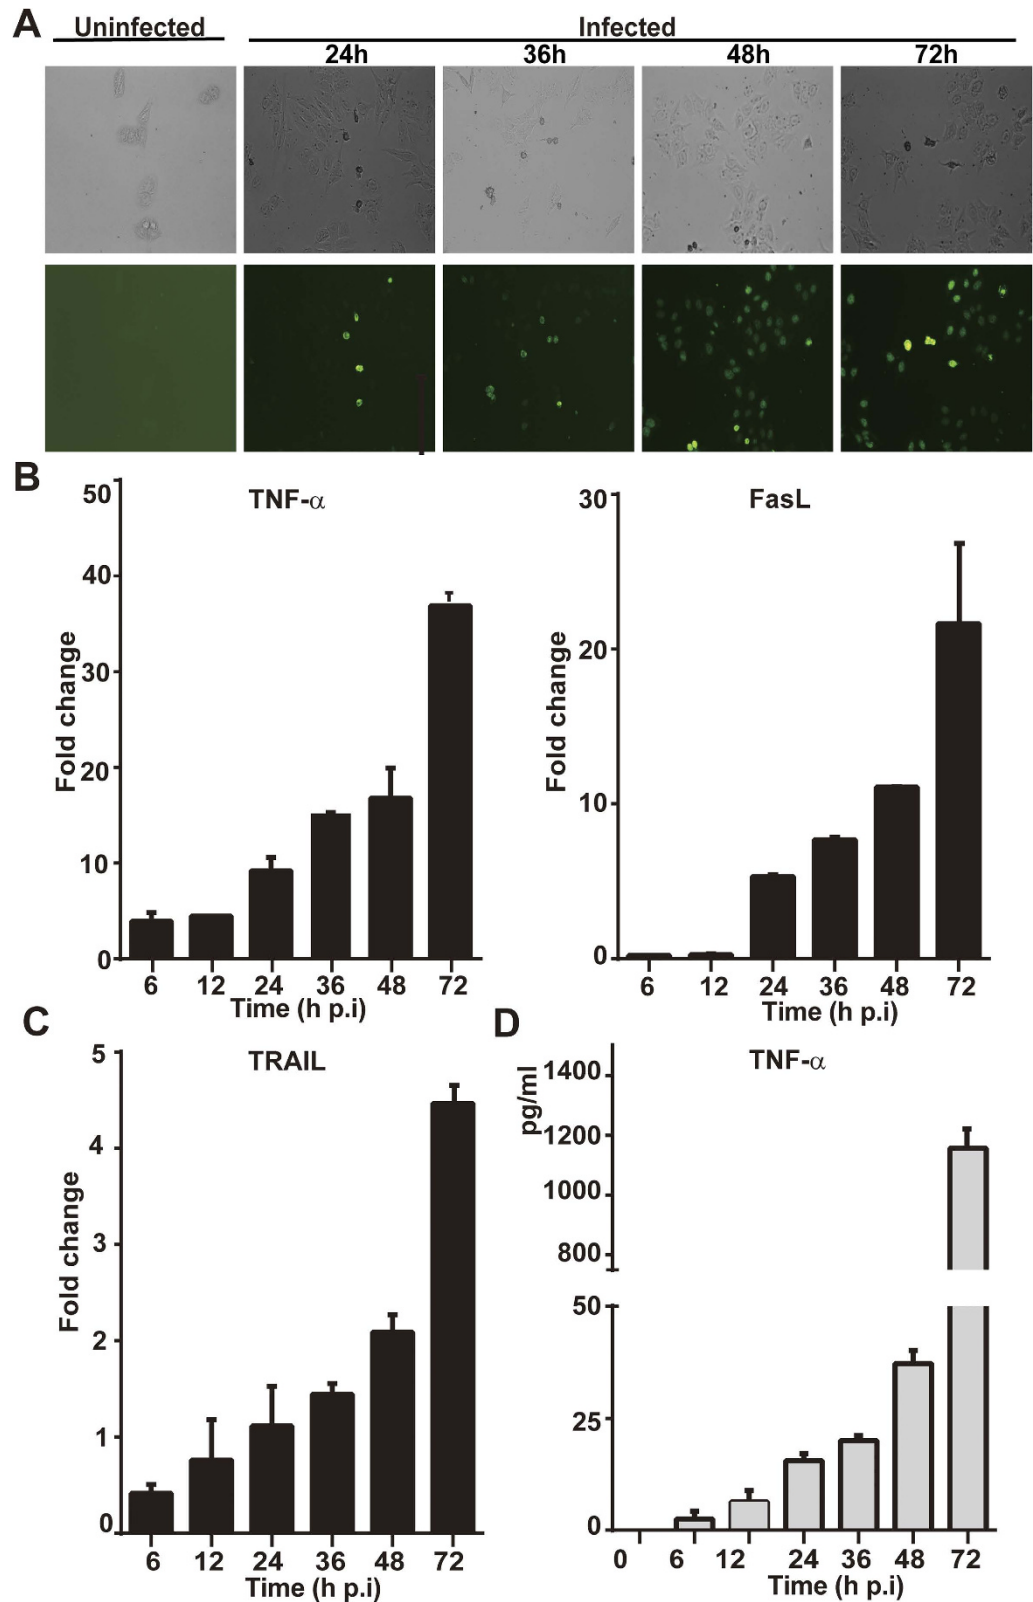 A
Uninfected
Infected
24h
36h
48h
72h
B
TNF-α
50
40
30
20
10
0
Fold change
6 12 24 36 48 72
Time (h p.i)
FasL
30
20
10
0
Fold change
6 12 24 36 48 72
Time (h p.i)
C
TRAIL
5
4
3
2
1
0
Fold change
6 12 24 36 48 72
Time (h p.i)
D
TNF-α
pg/ml
1400
1200
1000
800
50
25
0
0 6 12 24 36 48 72
Time (h p.i)